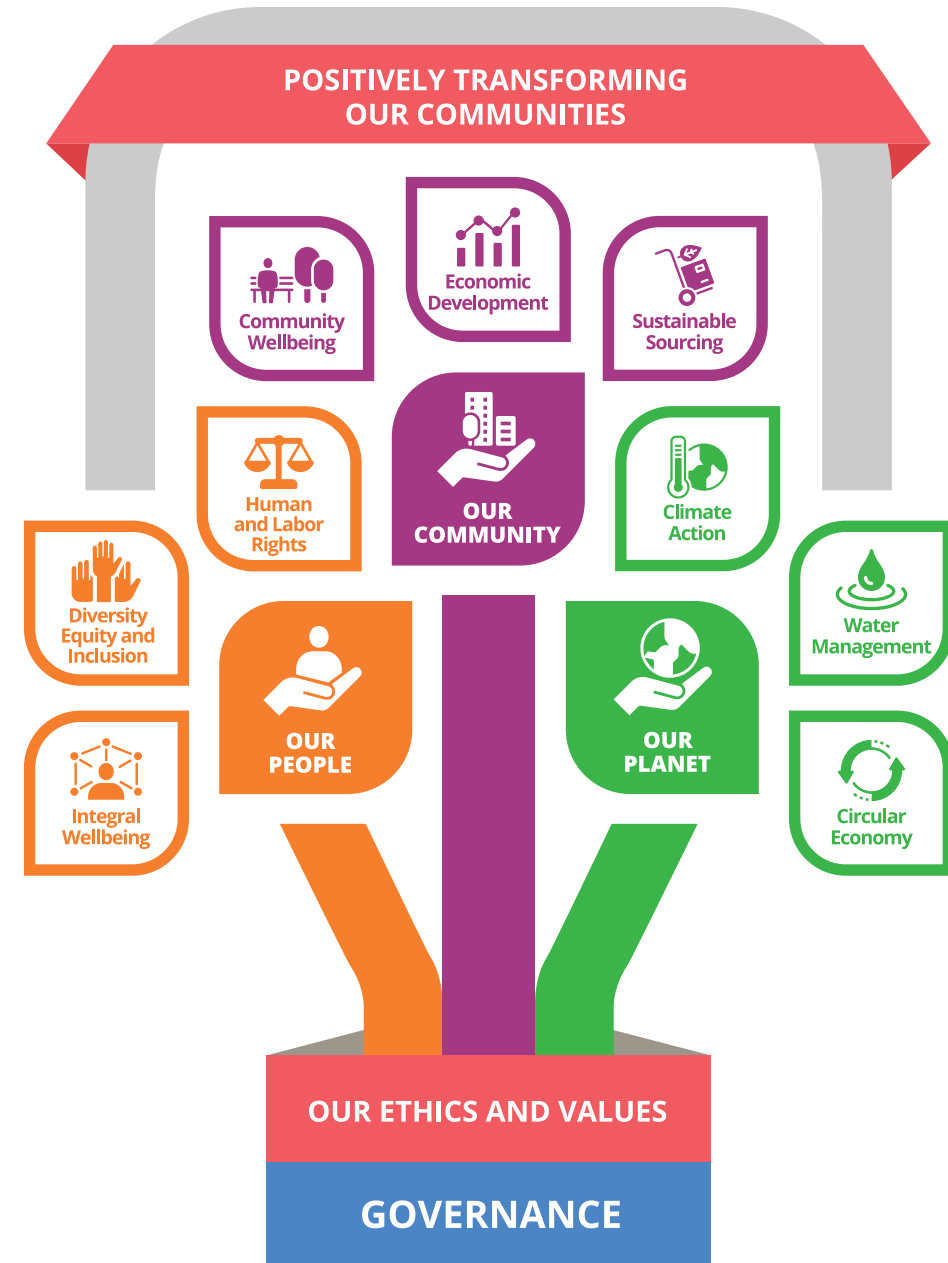 POSITIVELY TRANSFORMING
OUR COMMUNITIES
Economic
Development
Community
Wellbeing
Sustainable
Sourcing
Human
and Labor
Rights
OUR
COMMUNITY
Climate
Action
Diversity
Equity and
Inclusion
Water
Management
OUR
PEOPLE
OUR
PLANET
Integral
Wellbeing
Circular
Economy
OUR ETHICS AND VALUES
GOVERNANCE